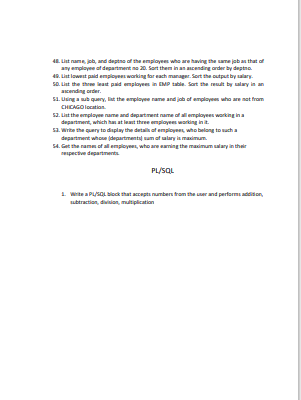 48. List name, job, and deptno of the employees who are having the same job as that of
any employee of department no 20. Sort them in an ascending order by deptno.
49. List lowest paid employees working for each manager. Sort the output by salary.
50. List the three least paid employees in EMP table. Sort the result by salary in an
ascending order.
51. Using a sub query, list the employee name and job of employees who are not from
CHICAGO location.
52. List the employee name and department name of all employees working in a
department, which has at least three employees working in it.
53. Write the query to display the details of employees, who belong to such a
department whose (departments) sum of salary is maximum.
54. Get the names of all employees, who are earning the maximum salary in their
respective departments.
PL/SQL
1. Write a PL/SQL block that accepts numbers from the user and performs addition,
subtraction, division, multiplication